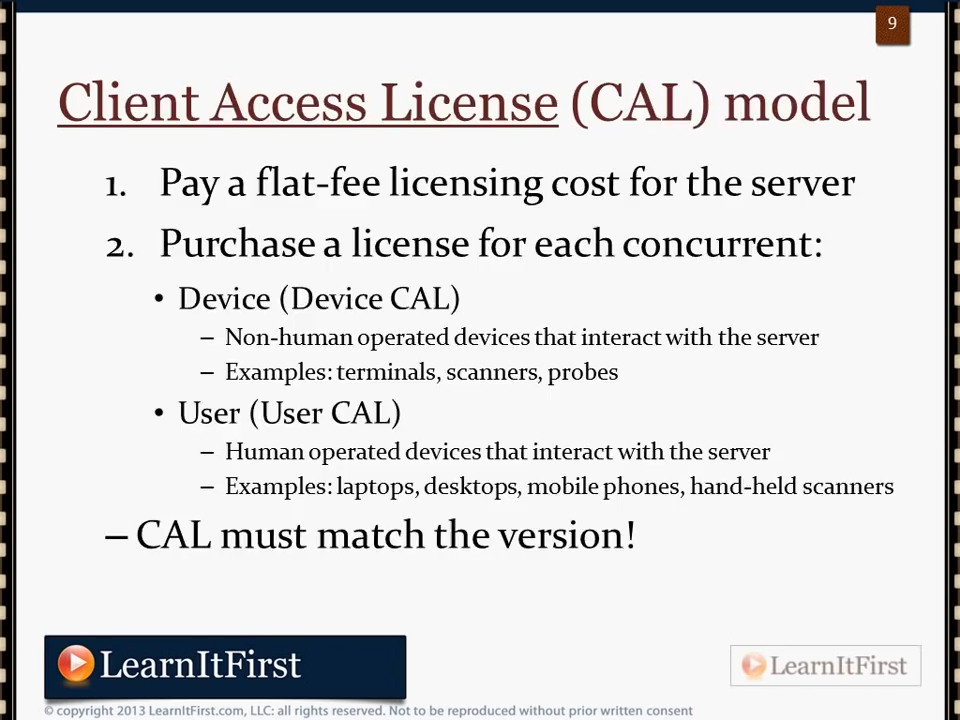 9
Client Access License (CAL) model
1. Pay a flat-fee licensing cost for the server
2. Purchase a license for each concurrent:
• Device (Device CAL)
– Non-human operated devices that interact with the server
– Examples: terminals, scanners, probes
• User (User CAL)
– Human operated devices that interact with the server
– Examples: laptops, desktops, mobile phones, hand-held scanners
– CAL must match the version!
LearnItFirst
LearnItFirst
© copyright 2013 LearnItFirst.com, LLC: all rights reserved. Not to be reproduced without prior written consent